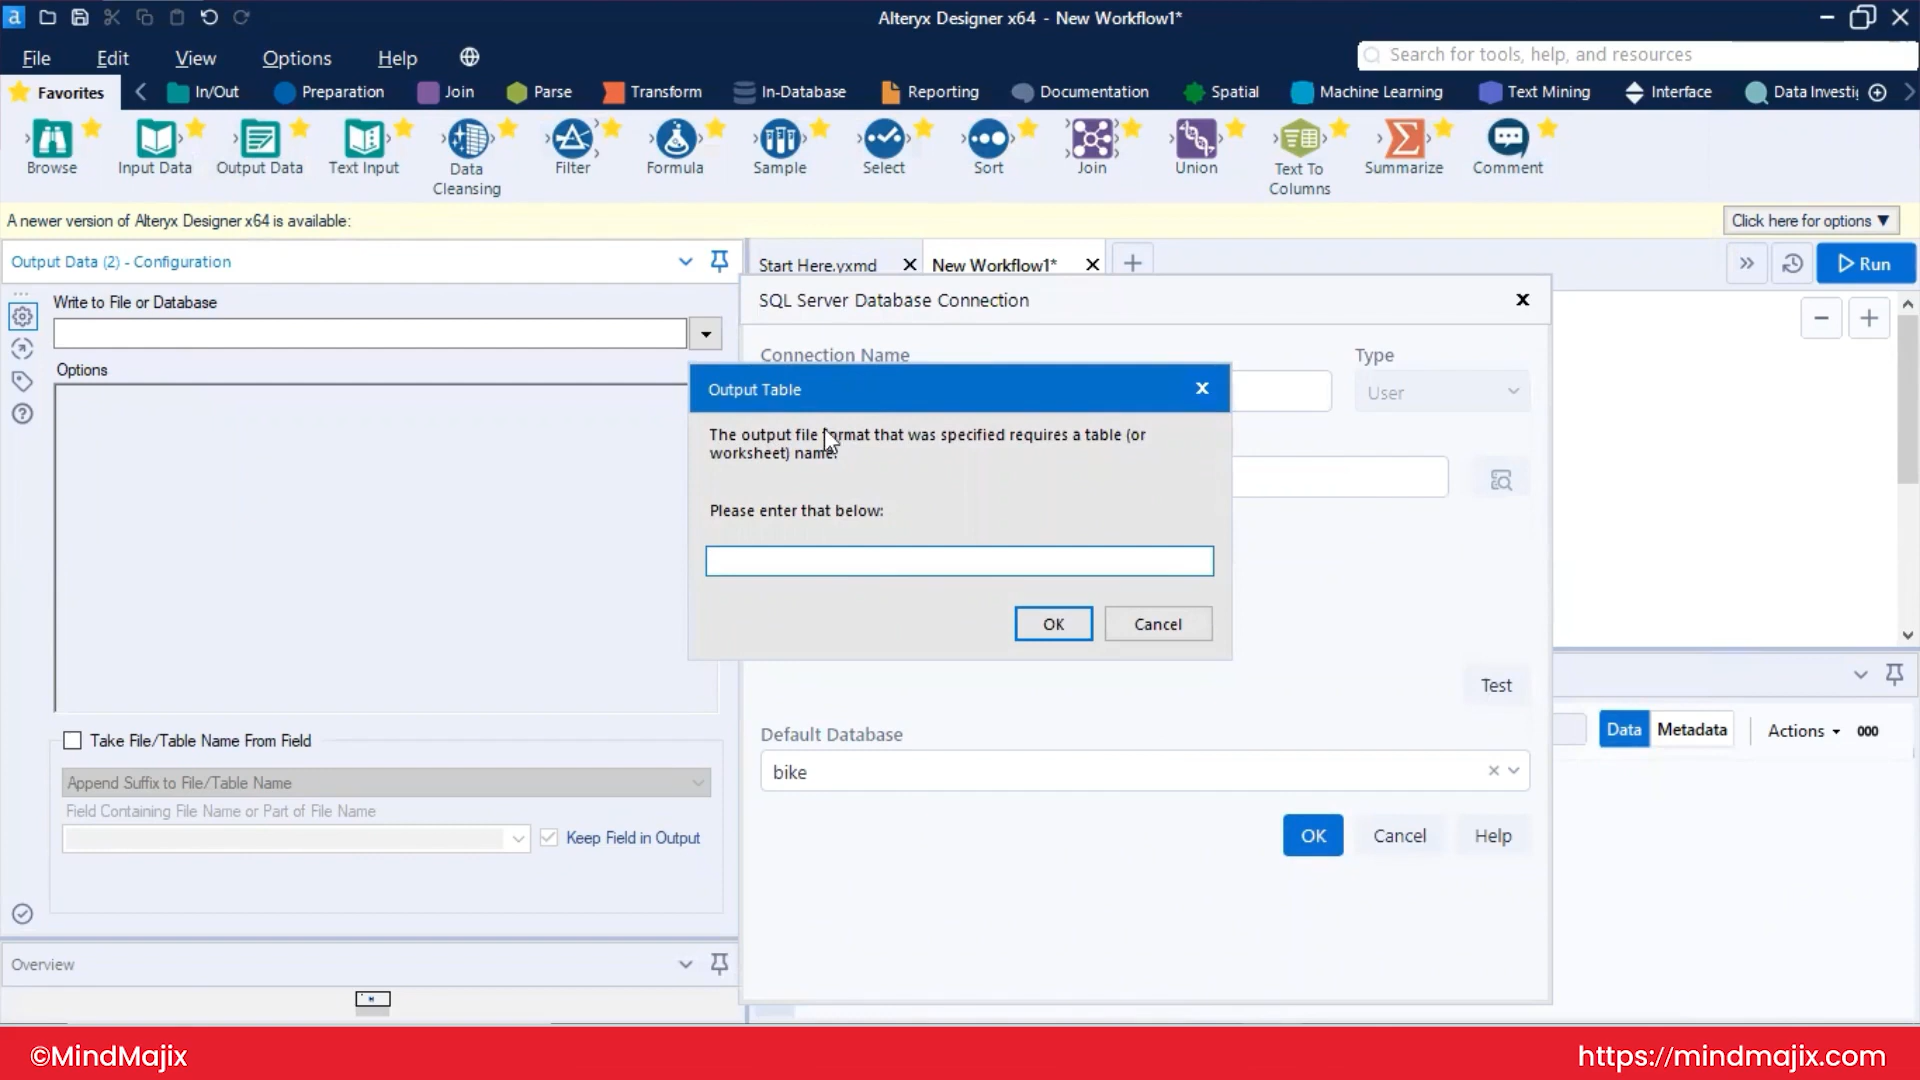 Alteryx Designer x64 - New Workflow1*
File Edit View Options Help
Search for tools, help, and resources
Favorites In/Out Preparation Join Parse Transform In-Database Reporting Documentation Spatial Machine Learning Text Mining Interface Data Investi
Browse Input Data Output Data Text Input Data Cleansing Filter Formula Sample Select Sort Join Union Text To Columns Summarize Comment
A newer version of Alteryx Designer x64 is available:
Click here for options ▼
Output Data (2) - Configuration
Start Here.yxmd
New Workflow1*
Run
Write to File or Database
SQL Server Database Connection
Connection Name
Type
User
Options
Output Table
The output file format that was specified requires a table (or
worksheet) name.
Please enter that below:
OK
Cancel
Test
Take File/Table Name From Field
Append Suffix to File/Table Name
Field Containing File Name or Part of File Name
Keep Field in Output
Default Database
bike
OK
Cancel
Help
Data
Metadata
Actions
000
Overview
©MindMajix
https://mindmajix.com